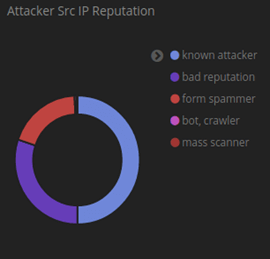 Attacker Src IP Reputation
known attacker
bad reputation
form spammer
bot, crawler
mass scanner